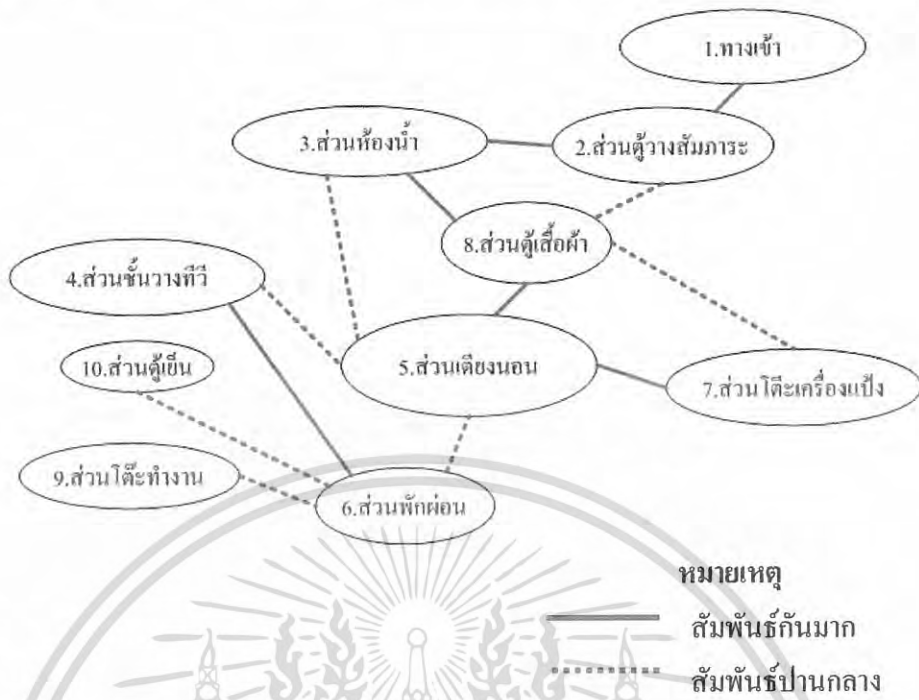 1.ทางเข้า
3.ส่วนห้องน้ำ
2.ส่วนตู้วางสัมภาระ
8.ส่วนตู้เสื้อผ้า
4.ส่วนชั้นวางทีวี
10.ส่วนตู้เย็น
5.ส่วนเตียงนอน
7.ส่วนโต๊ะเครื่องแป้ง
9.ส่วนโต๊ะทำงาน
6.ส่วนพักผ่อน
หมายเหตุ
สัมพันธ์กันมาก
สัมพันธ์ปานกลาง